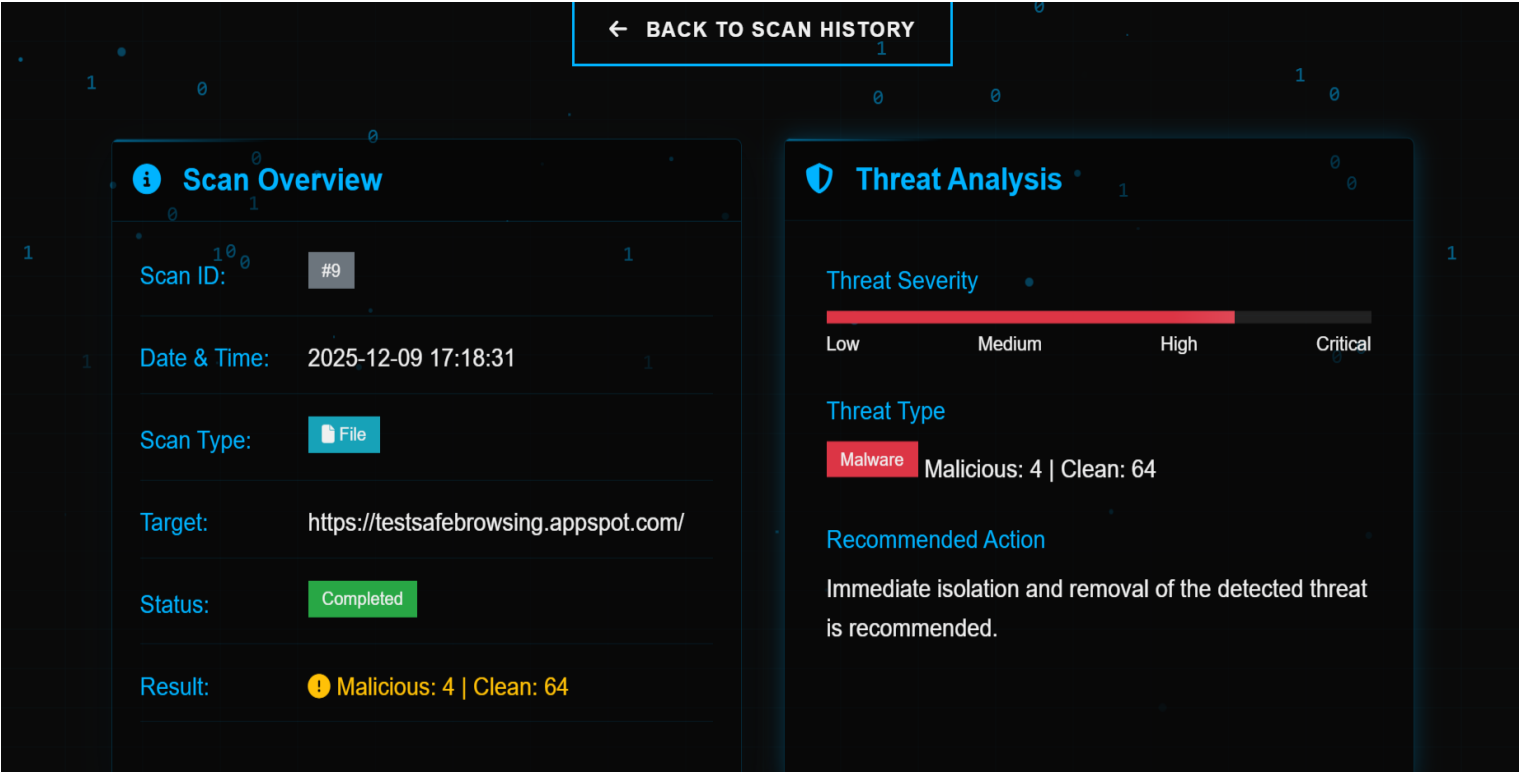 ← BACK TO SCAN HISTORY
Scan Overview
Scan ID: #9
Date & Time: 2025-12-09 17:18:31
Scan Type: File
Target: https://testsafebrowsing.appspot.com/
Status: Completed
Result: Malicious: 4 | Clean: 64
Threat Analysis
Threat Severity
Low Medium High Critical
Threat Type
Malware Malicious: 4 | Clean: 64
Recommended Action
Immediate isolation and removal of the detected threat
is recommended.